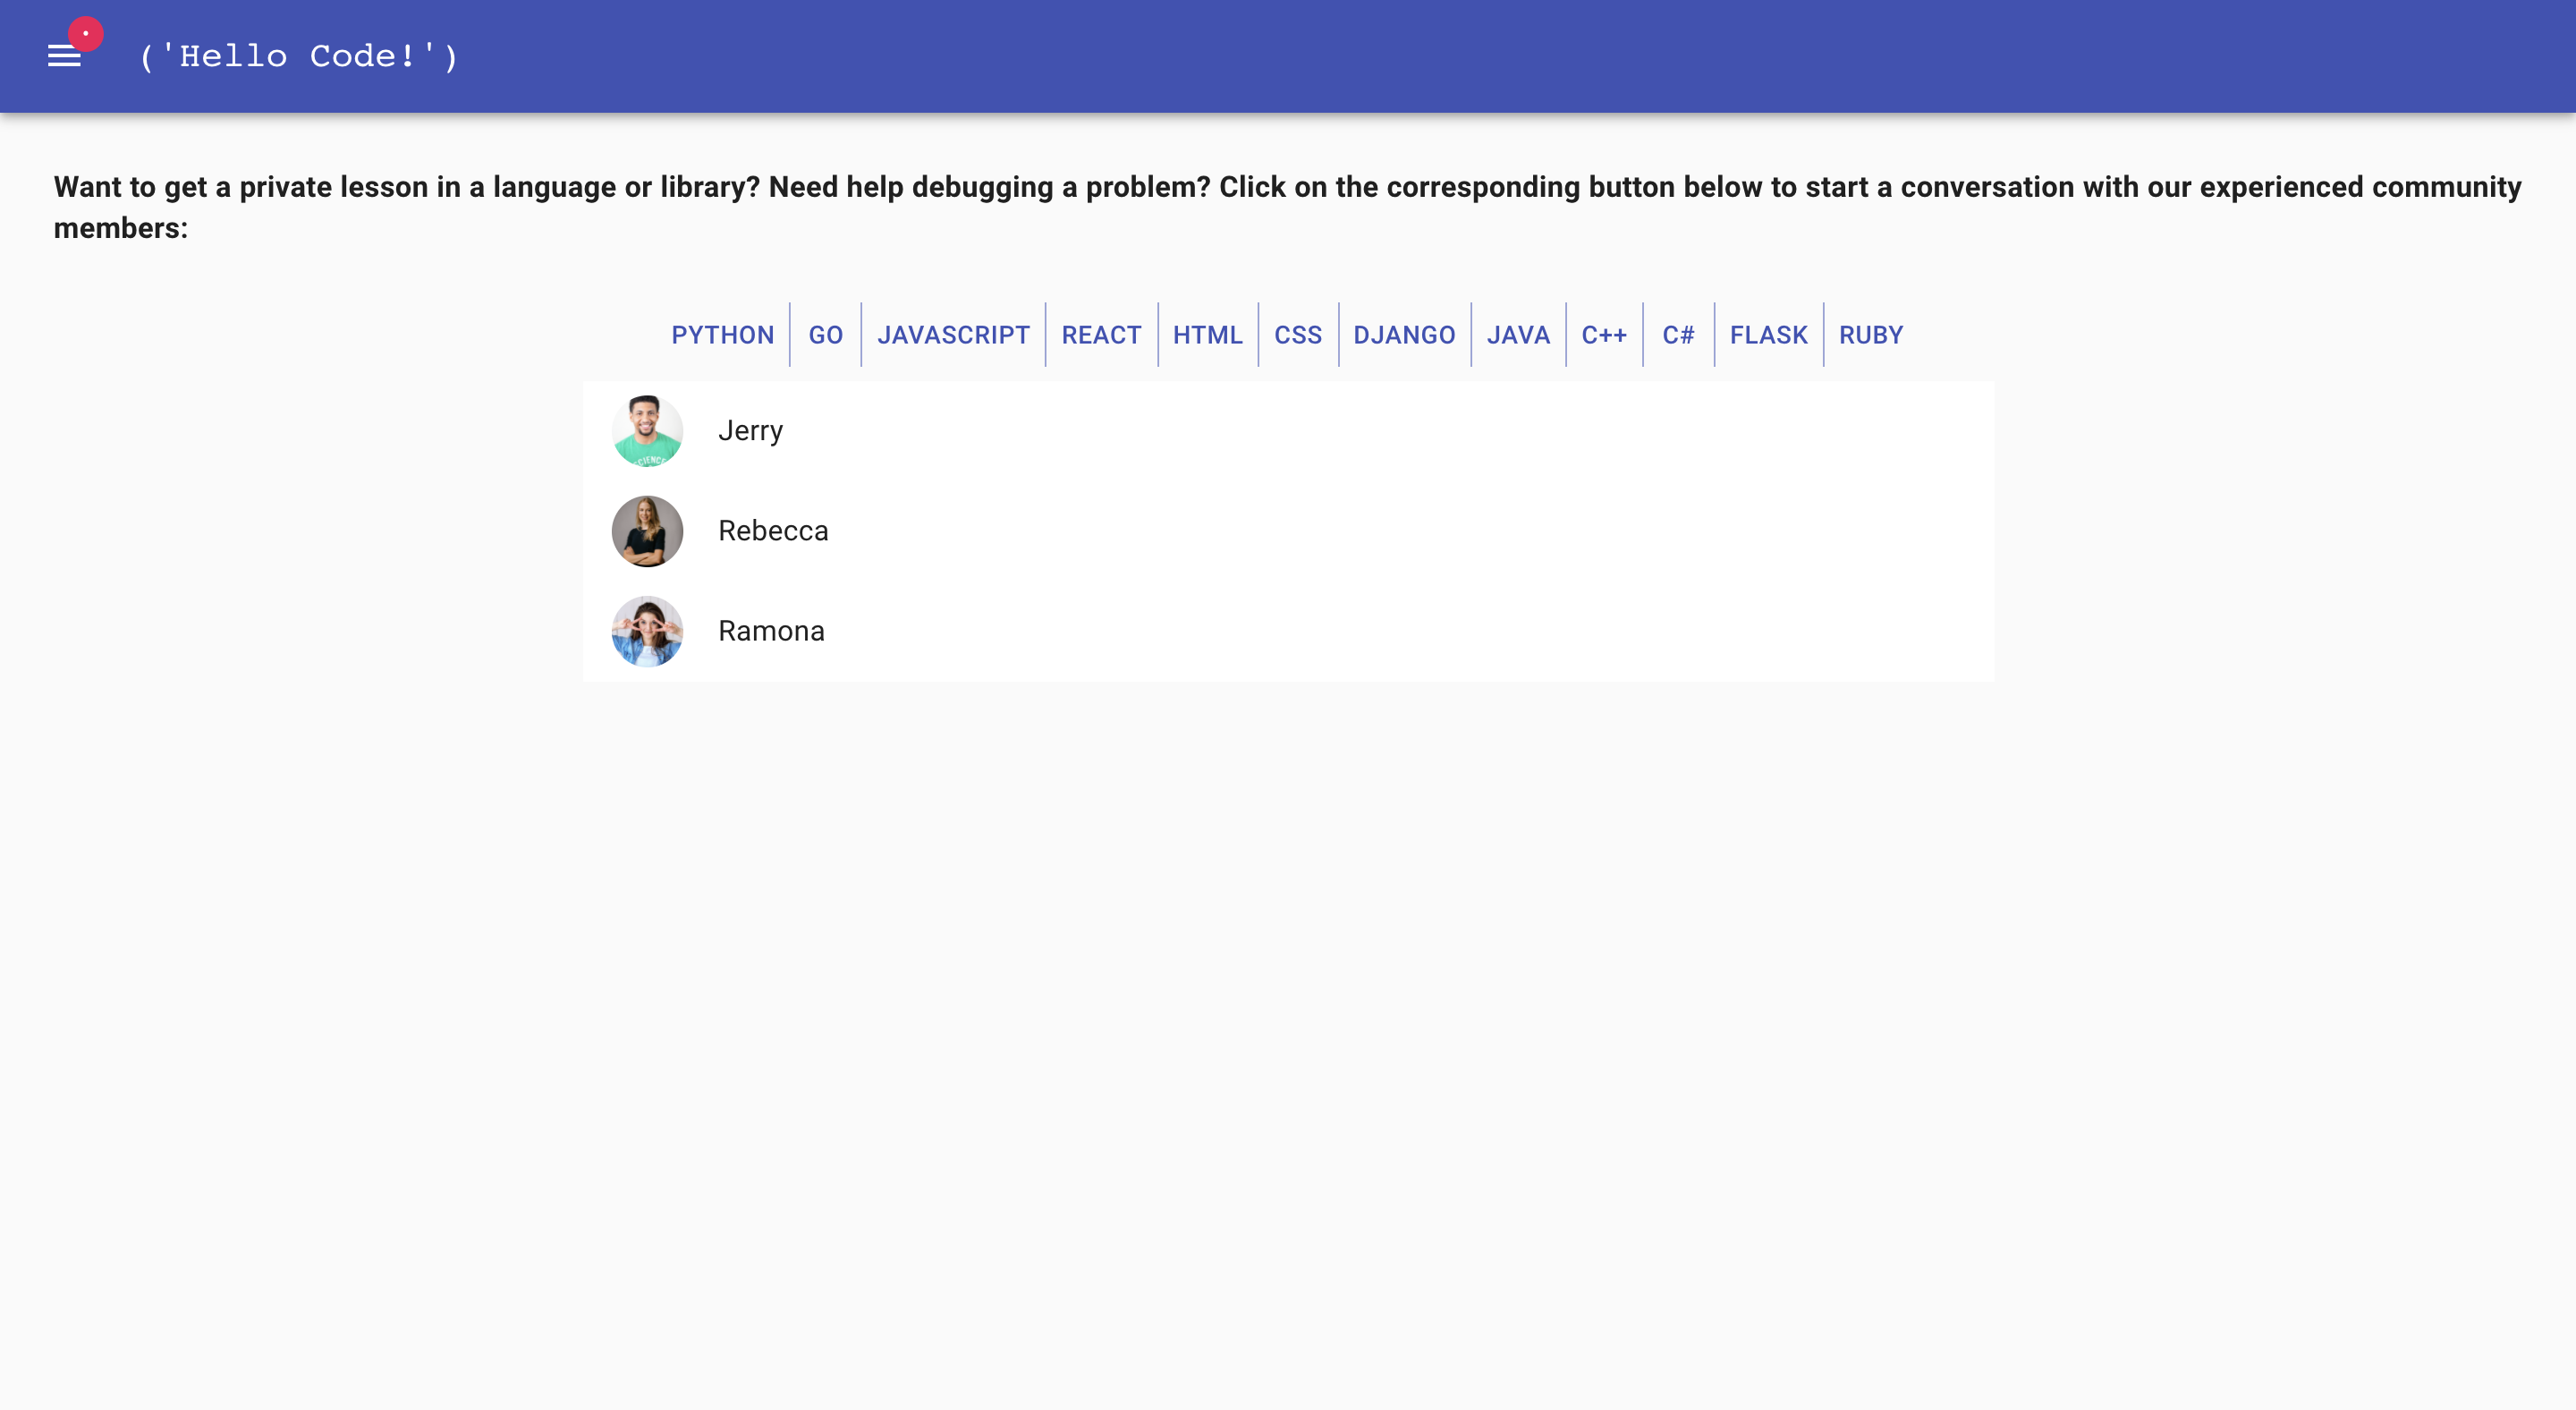 ('Hello Code!')
Want to get a private lesson in a language or library? Need help debugging a problem? Click on the corresponding button below to start a conversation with our experienced community
members:
PYTHON GO JAVASCRIPT REACT HTML CSS DJANGO JAVA C++ C# FLASK RUBY
Jerry
Rebecca
Ramona